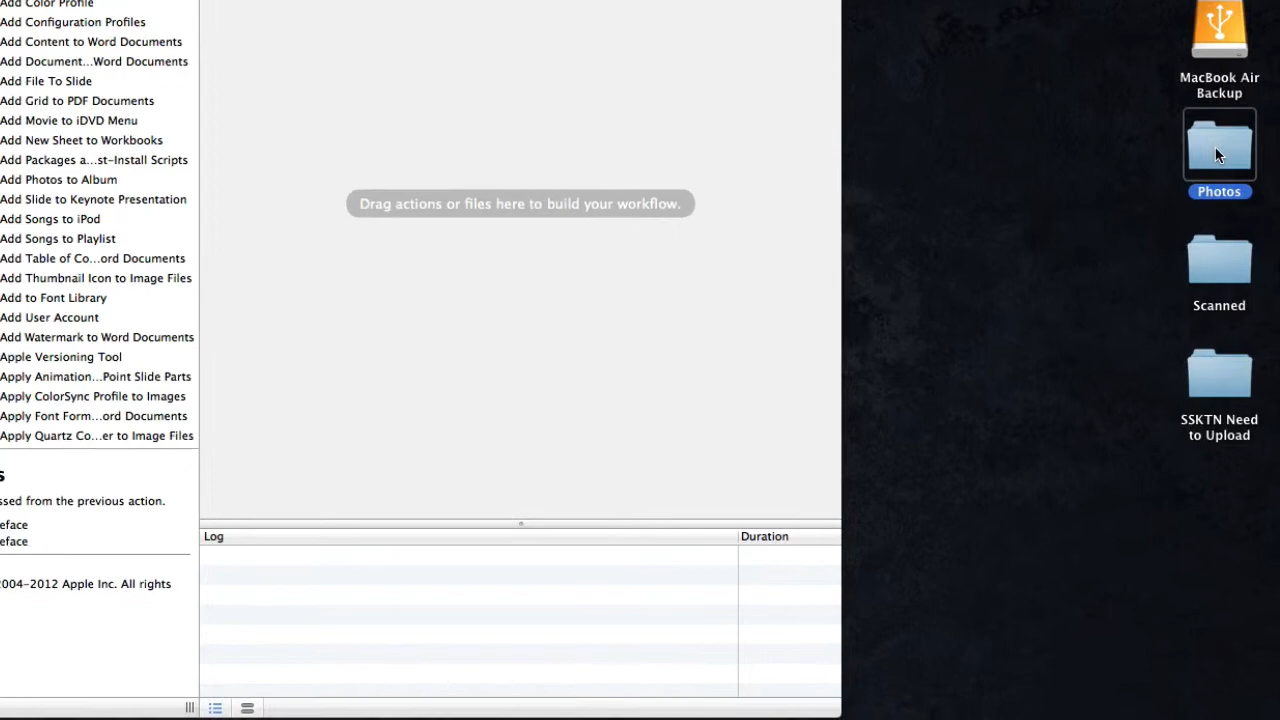 Add Color Profile
Add Configuration Profiles
Add Content to Word Documents
Add Document...Word Documents
Add File To Slide
Add Grid to PDF Documents
Add Movie to iDVD Menu
Add New Sheet to Workbooks
Add Packages a...st-Install Scripts
Add Photos to Album
Add Slide to Keynote Presentation
Add Songs to iPod
Add Songs to Playlist
Add Table of Co...ord Documents
Add Thumbnail Icon to Image Files
Add to Font Library
Add User Account
Add Watermark to Word Documents
Apple Versioning Tool
Apply Animation...Point Slide Parts
Apply ColorSync Profile to Images
Apply Font Form...ord Documents
Apply Quartz Co...er to Image Files
s
ssed from the previous action.
eface
eface
2004-2012 Apple Inc. All rights
Drag actions or files here to build your workflow.
Log
Duration
MacBook Air
Backup
Photos
Scanned
SSKTN Need
to Upload